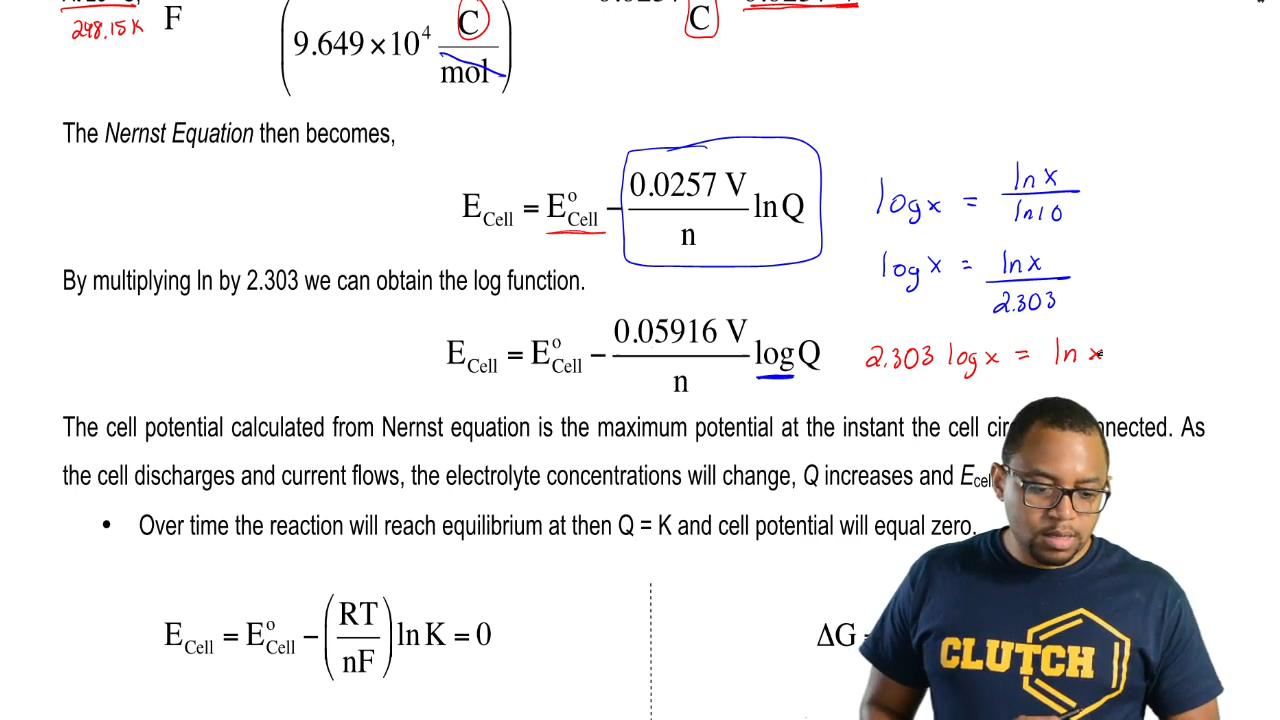 298.15 K F
(9.649 × 10⁴ C/mol) C
The Nernst Equation then becomes,
E_Cell = E°_Cell − (0.0257 V / n) ln Q
log x = ln x / ln 10
By multiplying ln by 2.303 we can obtain the log function.
log x = ln x / 2.303
E_Cell = E°_Cell − (0.05916 V / n) log Q
2.303 log x = ln x
The cell potential calculated from Nernst equation is the maximum potential at the instant the cell cir nnected. As
the cell discharges and current flows, the electrolyte concentrations will change, Q increases and E_cel
• Over time the reaction will reach equilibrium at then Q = K and cell potential will equal zero.
E_Cell = E°_Cell − (RT / nF) ln K = 0
ΔG =
CLUTCH